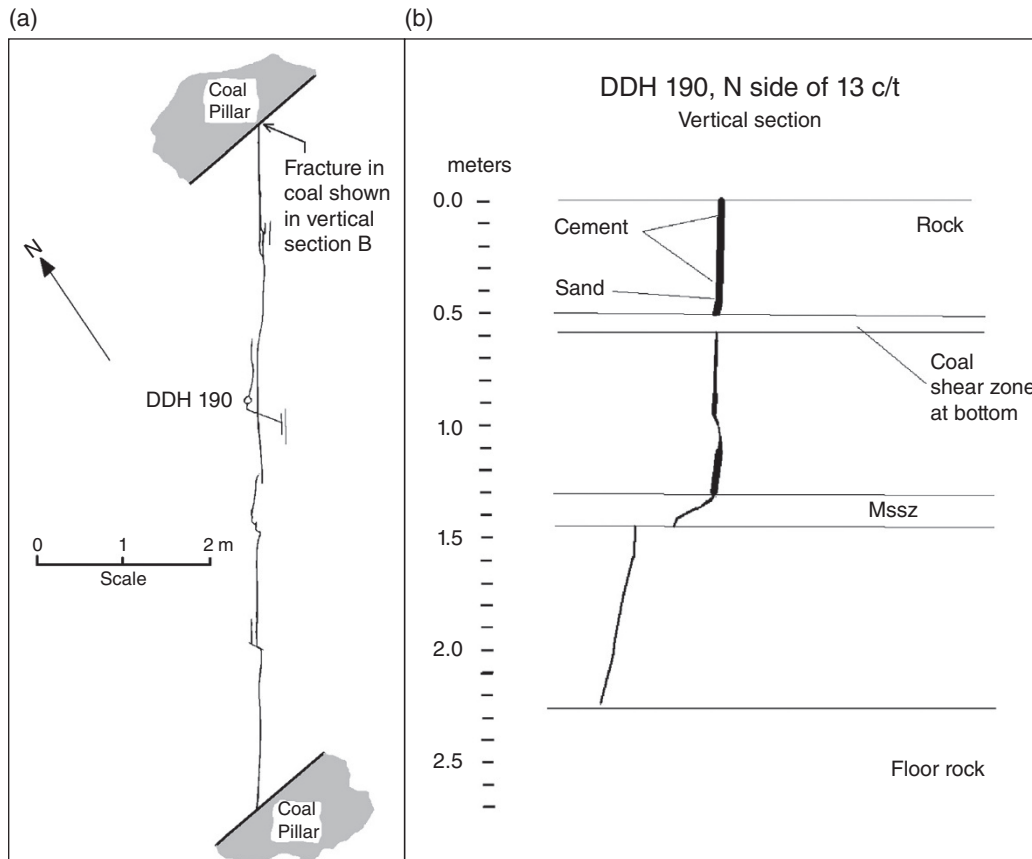 (a)
Coal
Pillar
Fracture in
coal shown
in vertical
section B
N
DDH 190
0 1 2 m
Scale
Coal
Pillar
(b)
DDH 190, N side of 13 c/t
Vertical section
meters
0.0
Rock
Cement
Sand
0.5
Coal
shear zone
at bottom
1.0
Mssz
1.5
2.0
2.5
Floor rock